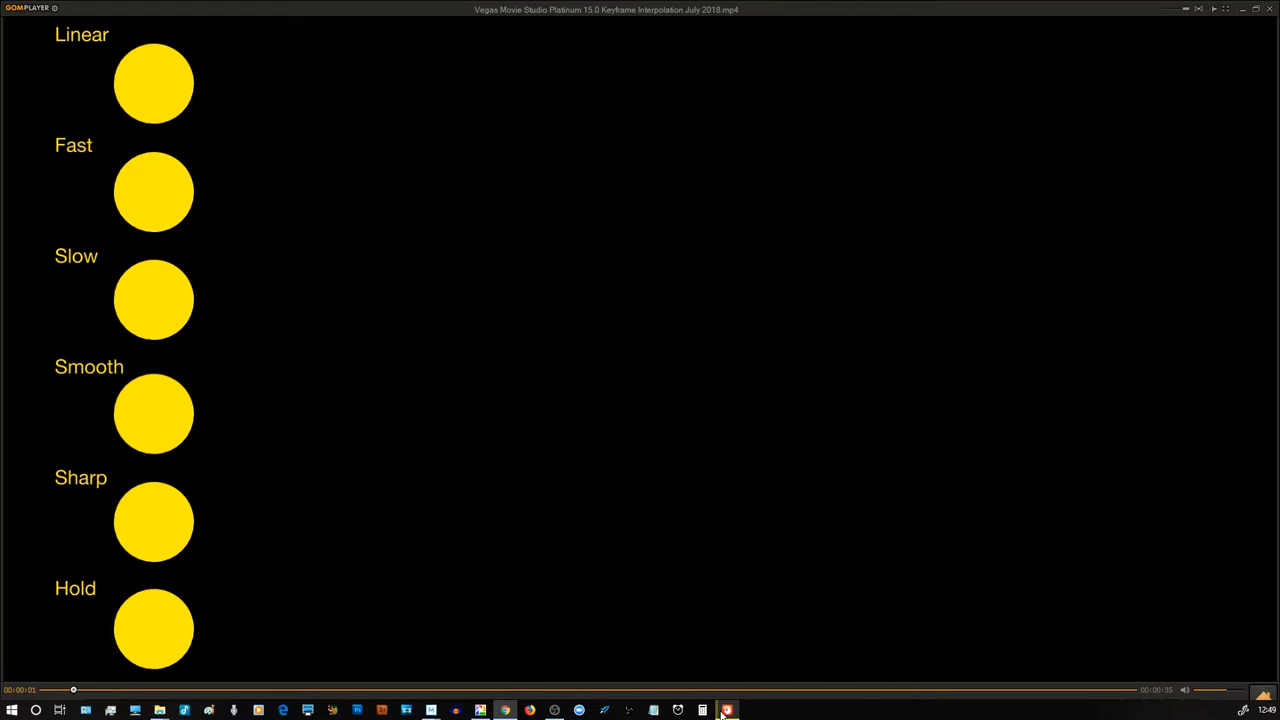 GOMPLAYER
Vegas Movie Studio Platinum 15.0 Keyframe Interpolation July 2018.mp4
Linear
Fast
Slow
Smooth
Sharp
Hold
00:00:01
00:00:35
12:49